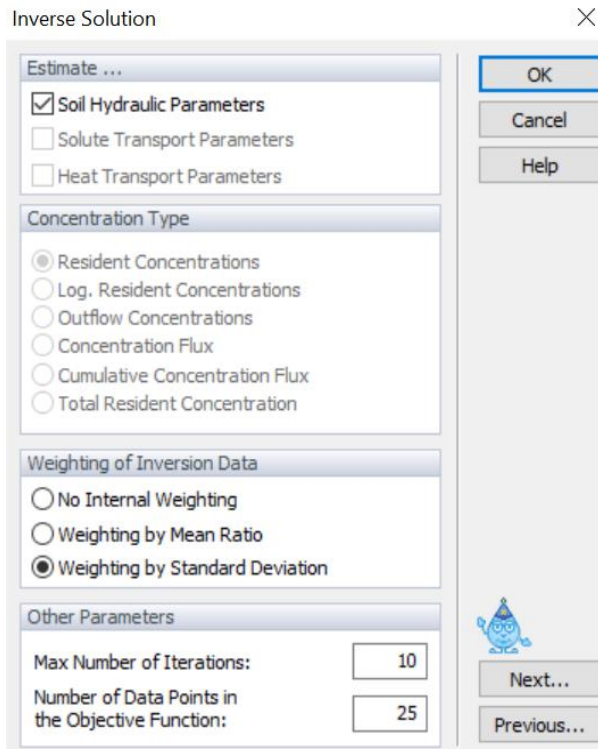 Inverse Solution
Estimate ...
Soil Hydraulic Parameters
Solute Transport Parameters
Heat Transport Parameters
Concentration Type
Resident Concentrations
Log. Resident Concentrations
Outflow Concentrations
Concentration Flux
Cumulative Concentration Flux
Total Resident Concentration
Weighting of Inversion Data
No Internal Weighting
Weighting by Mean Ratio
Weighting by Standard Deviation
Other Parameters
Max Number of Iterations: 10
Number of Data Points in
the Objective Function: 25
OK
Cancel
Help
Next...
Previous...